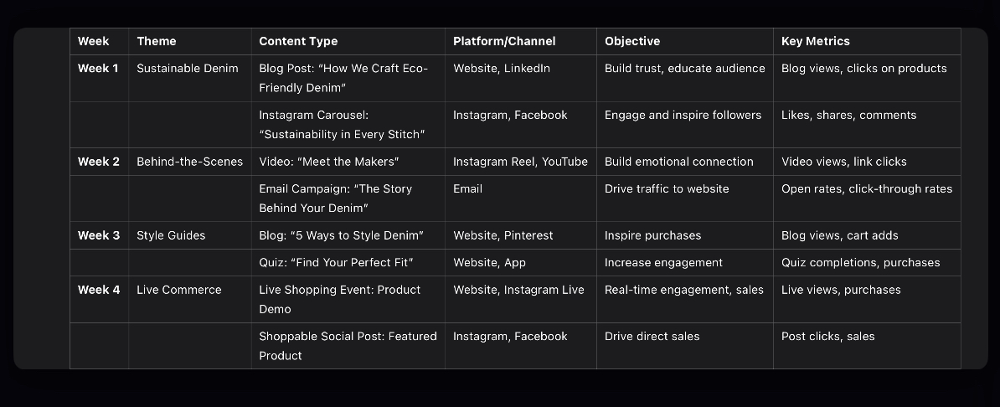 Week Theme Content Type Platform/Channel Objective Key Metrics
Week 1 Sustainable Denim Blog Post: “How We Craft Eco- Website, LinkedIn Build trust, educate audience Blog views, clicks on products
Friendly Denim”
Instagram Carousel: Instagram, Facebook Engage and inspire followers Likes, shares, comments
“Sustainability in Every Stitch”
Week 2 Behind-the-Scenes Video: “Meet the Makers” Instagram Reel, YouTube Build emotional connection Video views, link clicks
Email Campaign: “The Story Email Drive traffic to website Open rates, click-through rates
Behind Your Denim”
Week 3 Style Guides Blog: “5 Ways to Style Denim” Website, Pinterest Inspire purchases Blog views, cart adds
Quiz: “Find Your Perfect Fit” Website, App Increase engagement Quiz completions, purchases
Week 4 Live Commerce Live Shopping Event: Product Website, Instagram Live Real-time engagement, sales Live views, purchases
Demo
Shoppable Social Post: Featured Instagram, Facebook Drive direct sales Post clicks, sales
Product